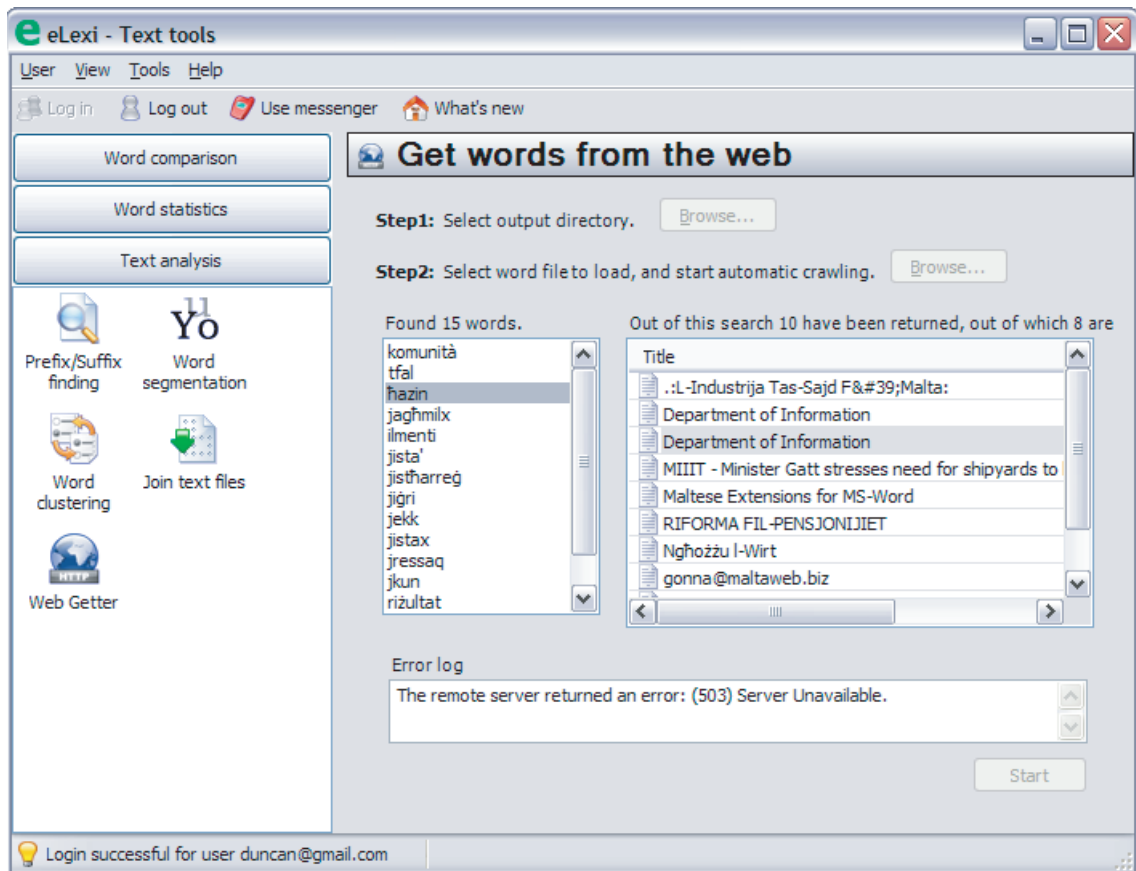 eLexi - Text tools
User View Tools Help
Log in Log out Use messenger What's new
Word comparison
Word statistics
Text analysis
Prefix/Suffix
finding
Word
segmentation
Word
clustering
Join text files
HTTP
Web Getter
Get words from the web
Step1: Select output directory. Browse...
Step2: Select word file to load, and start automatic crawling. Browse...
Found 15 words.
komunità
tfal
ħazin
jagħmilx
ilmenti
jista'
jistħarreġ
jiġri
jekk
jistax
jressaq
jkun
riżultat
Out of this search 10 have been returned, out of which 8 are
Title
.:L-Industrija Tas-Sajd F&#39;Malta:
Department of Information
Department of Information
MIIIT - Minister Gatt stresses need for shipyards to
Maltese Extensions for MS-Word
RIFORMA FIL-PENSJONIJIET
Ngħożżu l-Wirt
gonna@maltaweb.biz
Error log
The remote server returned an error: (503) Server Unavailable.
Start
Login successful for user duncan@gmail.com